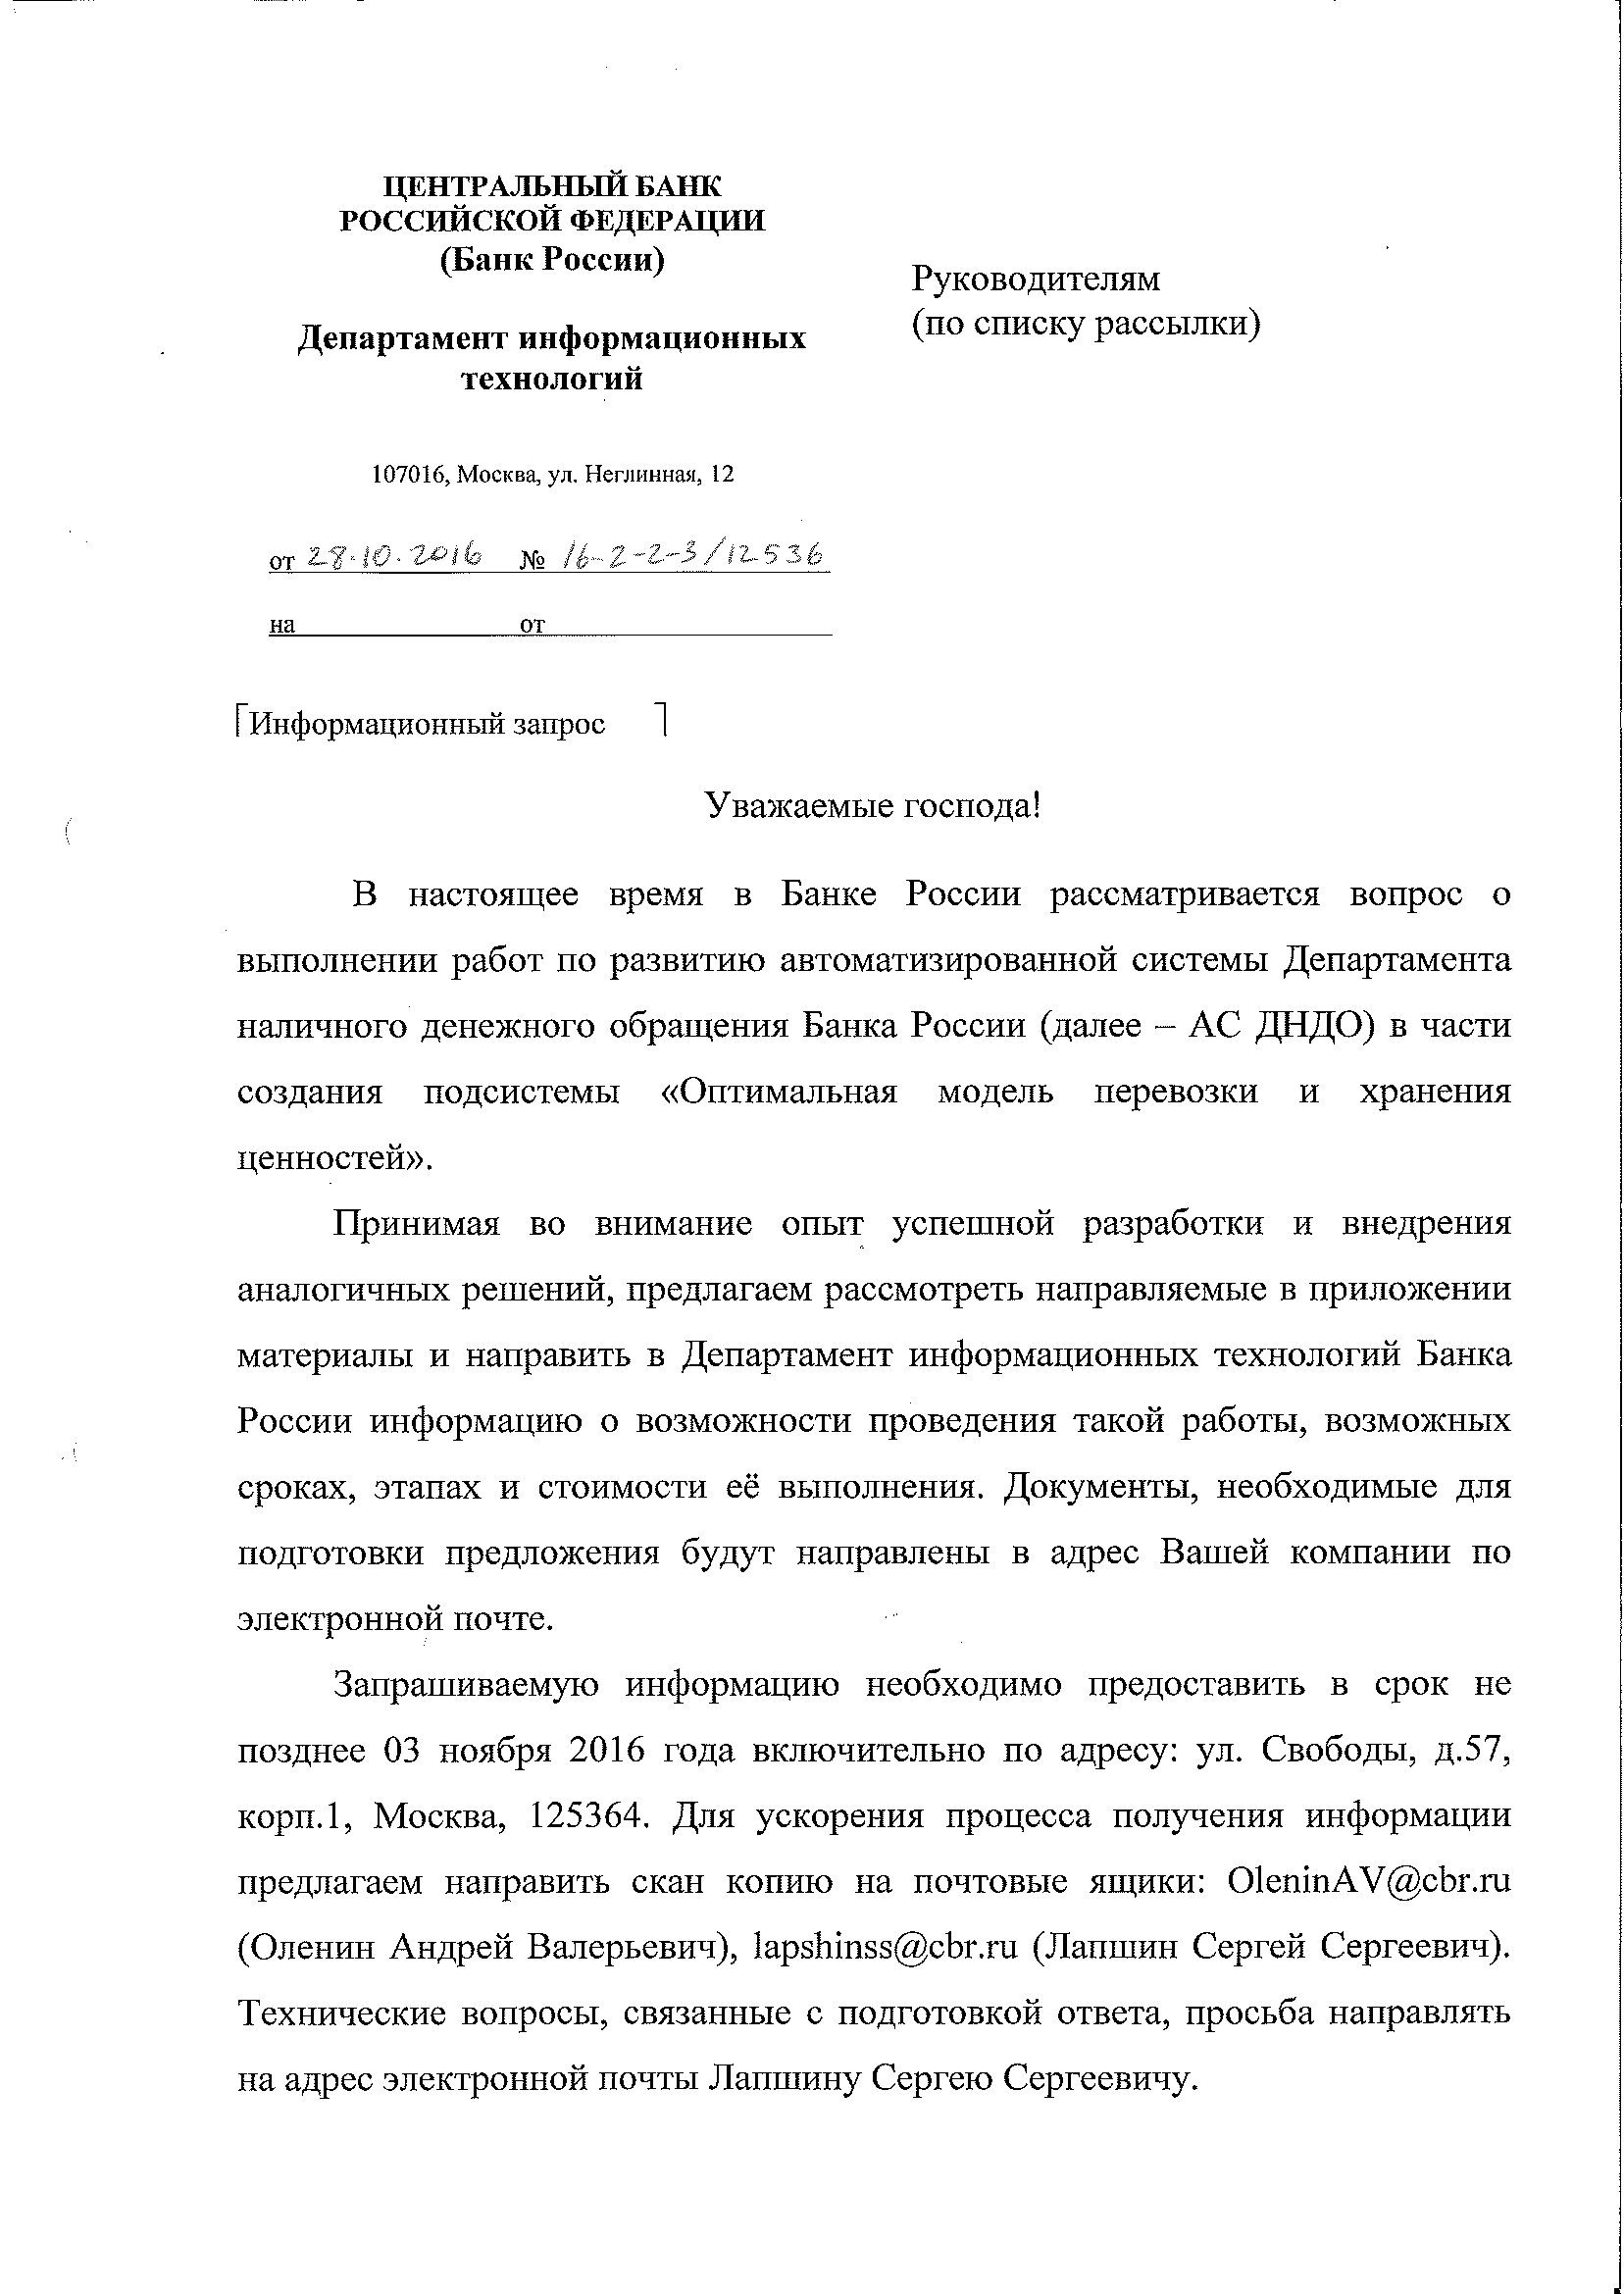 ЦЕНТРАЛЬНЫЙ БАНК
РОССИЙСКОЙ ФЕДЕРАЦИИ
(Банк России)
Департамент информационных
технологий
107016, Москва, ул. Неглинная, 12
от 28.10.2016 № 16-2-2-3/12536
на от
Руководителям
(по списку рассылки)
Информационный запрос
Уважаемые господа!
В настоящее время в Банке России рассматривается вопрос о
выполнении работ по развитию автоматизированной системы Департамента
наличного денежного обращения Банка России (далее – АС ДНДО) в части
создания подсистемы «Оптимальная модель перевозки и хранения
ценностей».
Принимая во внимание опыт успешной разработки и внедрения
аналогичных решений, предлагаем рассмотреть направляемые в приложении
материалы и направить в Департамент информационных технологий Банка
России информацию о возможности проведения такой работы, возможных
сроках, этапах и стоимости её выполнения. Документы, необходимые для
подготовки предложения будут направлены в адрес Вашей компании по
электронной почте.
Запрашиваемую информацию необходимо предоставить в срок не
позднее 03 ноября 2016 года включительно по адресу: ул. Свободы, д.57,
корп.1, Москва, 125364. Для ускорения процесса получения информации
предлагаем направить скан копию на почтовые ящики: OleninAV@cbr.ru
(Оленин Андрей Валерьевич), lapshinss@cbr.ru (Лапшин Сергей Сергеевич).
Технические вопросы, связанные с подготовкой ответа, просьба направлять
на адрес электронной почты Лапшину Сергею Сергеевичу.